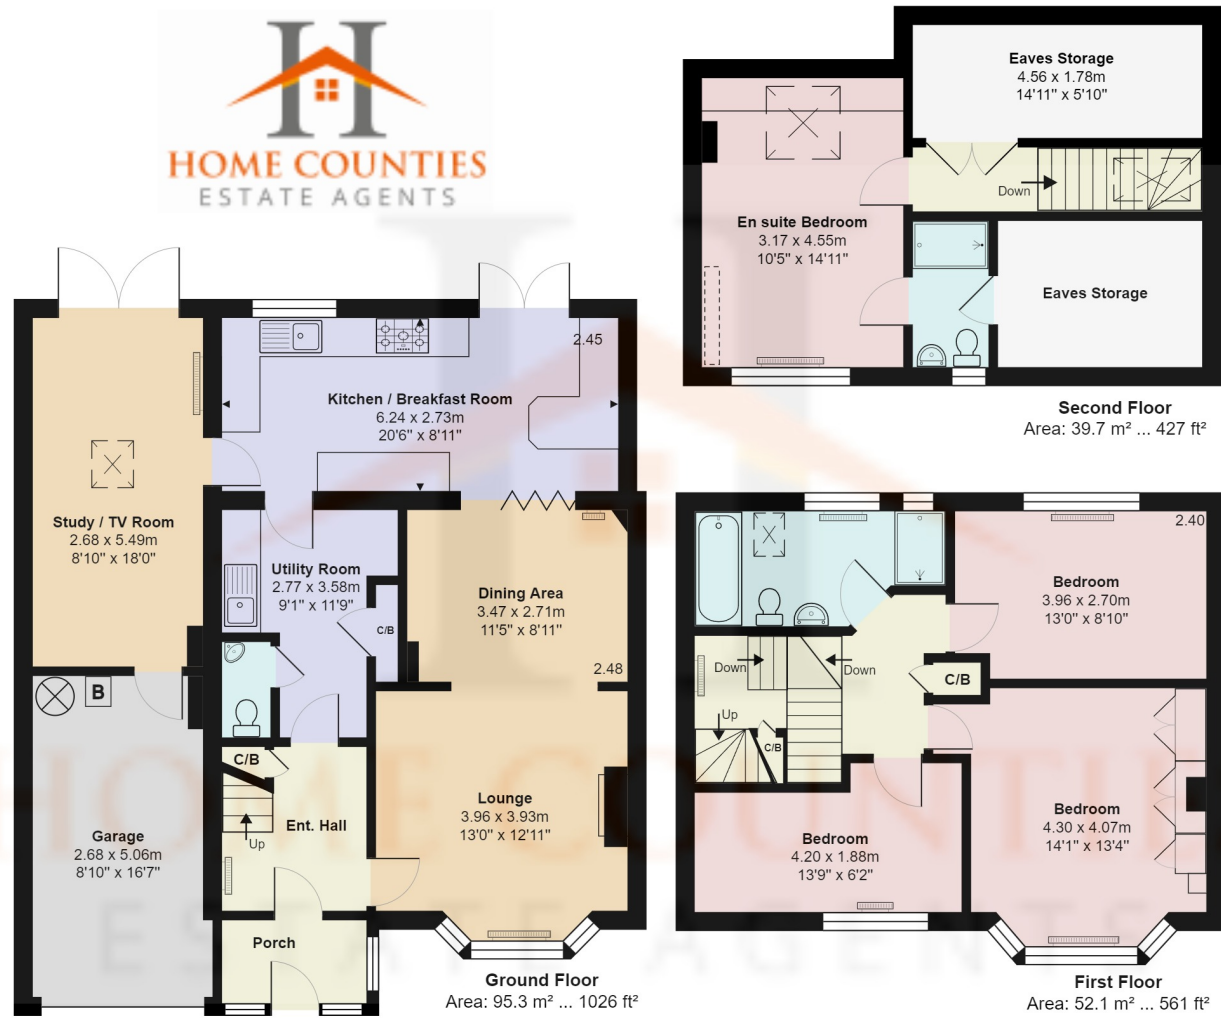 H
HOME COUNTIES
ESTATE AGENTS
Eaves Storage
4.56 x 1.78m
14'11" x 5'10"
Down
En suite Bedroom
3.17 x 4.55m
10'5" x 14'11"
Eaves Storage
Second Floor
Area: 39.7 m² ... 427 ft²
2.45
Kitchen / Breakfast Room
6.24 x 2.73m
20'6" x 8'11"
Study / TV Room
2.68 x 5.49m
8'10" x 18'0"
Utility Room
2.77 x 3.58m
9'1" x 11'9"
C/B
Dining Area
3.47 x 2.71m
11'5" x 8'11"
2.48
B
C/B
Up
Ent. Hall
Lounge
3.96 x 3.93m
13'0" x 12'11"
Garage
2.68 x 5.06m
8'10" x 16'7"
Porch
Ground Floor
Area: 95.3 m² ... 1026 ft²
2.40
Bedroom
3.96 x 2.70m
13'0" x 8'10"
Down
Down
C/B
Up
C/B
Bedroom
4.30 x 4.07m
14'1" x 13'4"
Bedroom
4.20 x 1.88m
13'9" x 6'2"
First Floor
Area: 52.1 m² ... 561 ft²
H
HOME COUNTIE
ESTATE AGENTS